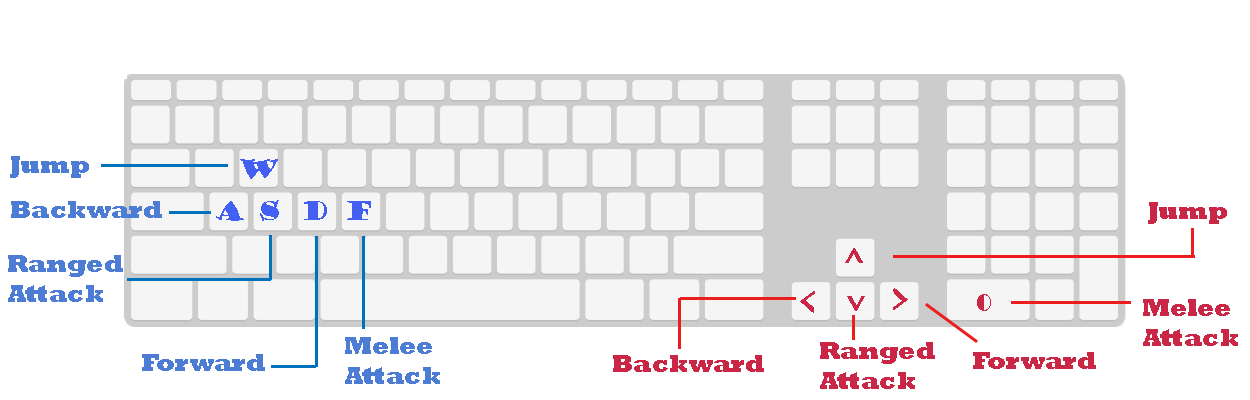 Jump
W
Backward
A S D F
Ranged
Attack
Forward
Melee
Attack
Jump
^
< v > 0
Melee
Attack
Backward
Ranged
Attack
Forward